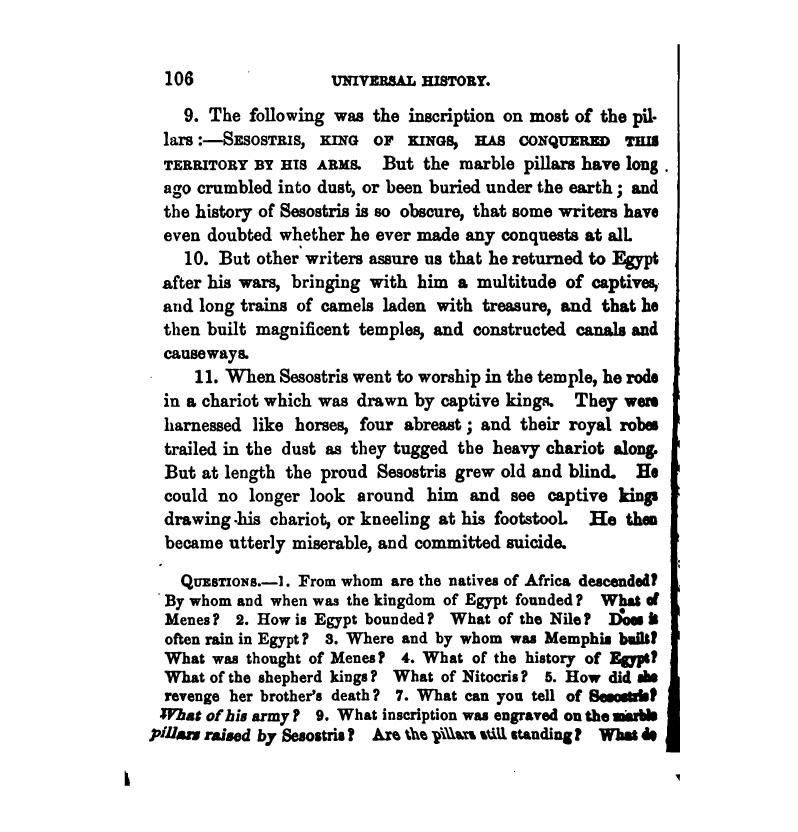 106 UNIVERSAL HISTORY.
9. The following was the inscription on most of the pil-
lars :—SESOSTRIS, KING OF KINGS, HAS CONQUERED THIS
TERRITORY BY HIS ARMS. But the marble pillars have long
ago crumbled into dust, or been buried under the earth ; and
the history of Sesostris is so obscure, that some writers have
even doubted whether he ever made any conquests at all.
10. But other writers assure us that he returned to Egypt
after his wars, bringing with him a multitude of captives,
and long trains of camels laden with treasure, and that he
then built magnificent temples, and constructed canals and
causeways.
11. When Sesostris went to worship in the temple, he rode
in a chariot which was drawn by captive kings. They were
harnessed like horses, four abreast ; and their royal robes
trailed in the dust as they tugged the heavy chariot along.
But at length the proud Sesostris grew old and blind. He
could no longer look around him and see captive kings
drawing his chariot, or kneeling at his footstool. He then
became utterly miserable, and committed suicide.
QUESTIONS.—1. From whom are the natives of Africa descended?
By whom and when was the kingdom of Egypt founded? What of
Menes? 2. How is Egypt bounded? What of the Nile? Does it
often rain in Egypt? 3. Where and by whom was Memphis built?
What was thought of Menes? 4. What of the history of Egypt?
What of the shepherd kings? What of Nitocris? 5. How did she
revenge her brother's death? 7. What can you tell of Sesostris?
What of his army? 9. What inscription was engraved on the marble
pillars raised by Sesostris? Are the pillars still standing? What do